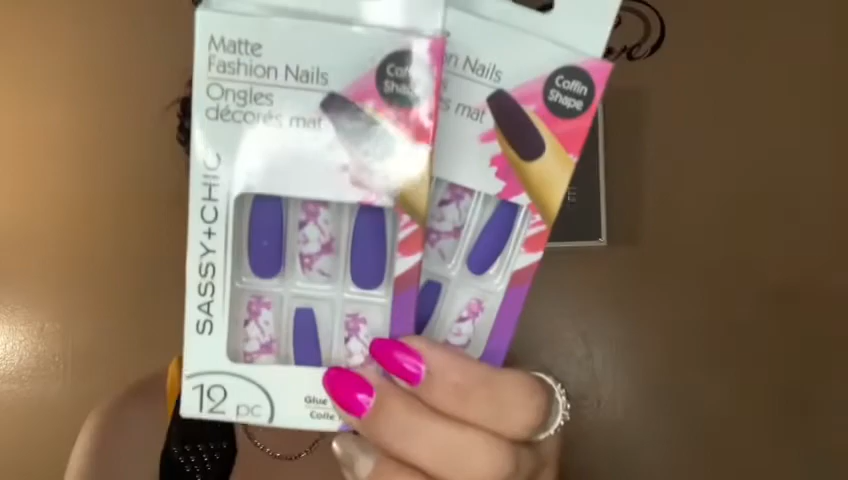 Matte
Fashion Nails
Ongles
décorés mat
Coffin
Shape
SASSY+CHIC
12 pc
Glue
Colle
Nails
mat
Coffin
Shape